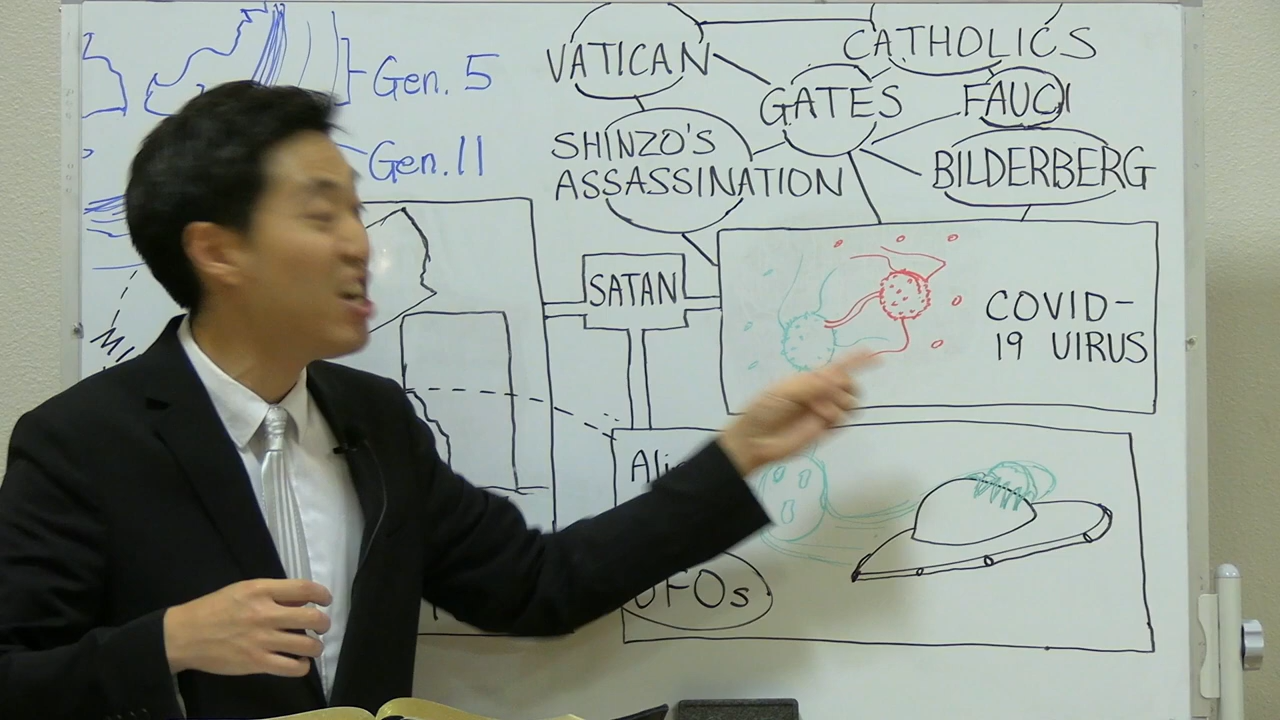 Gen. 5
Gen. 11
VATICAN
CATHOLICS
GATES
FAUCI
SHINZO'S
ASSASSINATION
BILDERBERG
SATAN
COVID-
19 VIRUS
UFOs